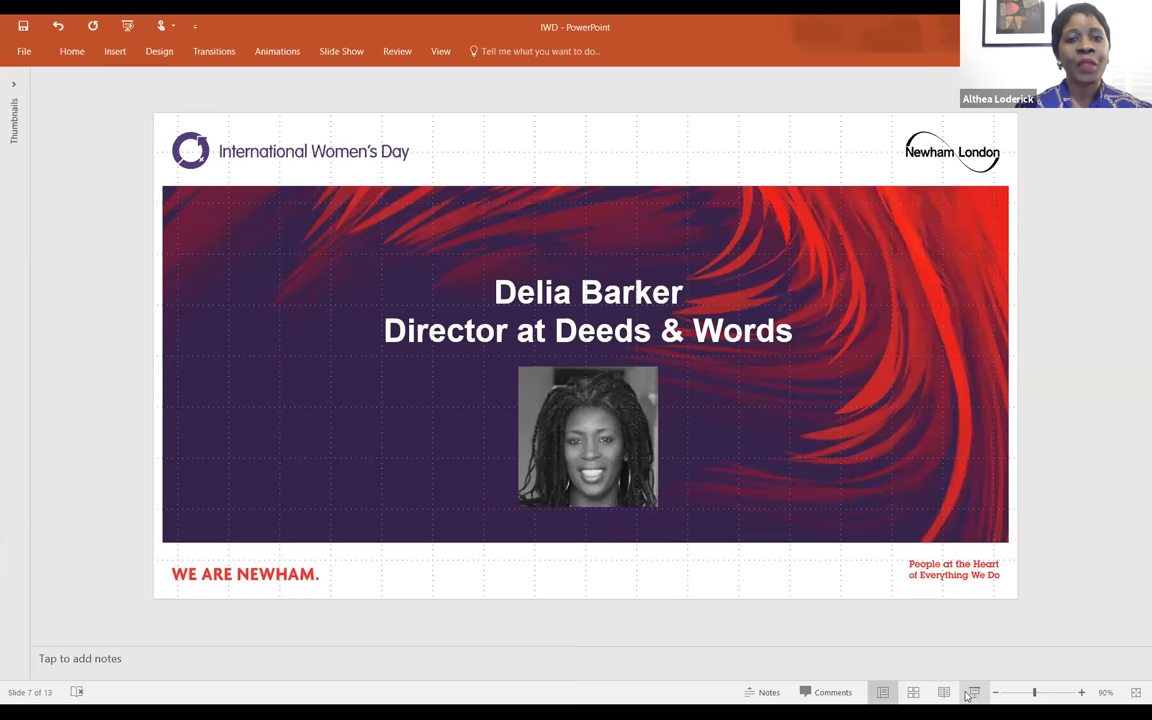 IWD - PowerPoint
File
Home
Insert
Design
Transitions
Animations
Slide Show
Review
View
Tell me what you want to do...
Althea Loderick
Thumbnails
International Women's Day
Newham London
Delia Barker
Director at Deeds & Words
WE ARE NEWHAM.
People at the Heart
of Everything We Do
Tap to add notes
Slide 7 of 13
Notes
Comments
90%